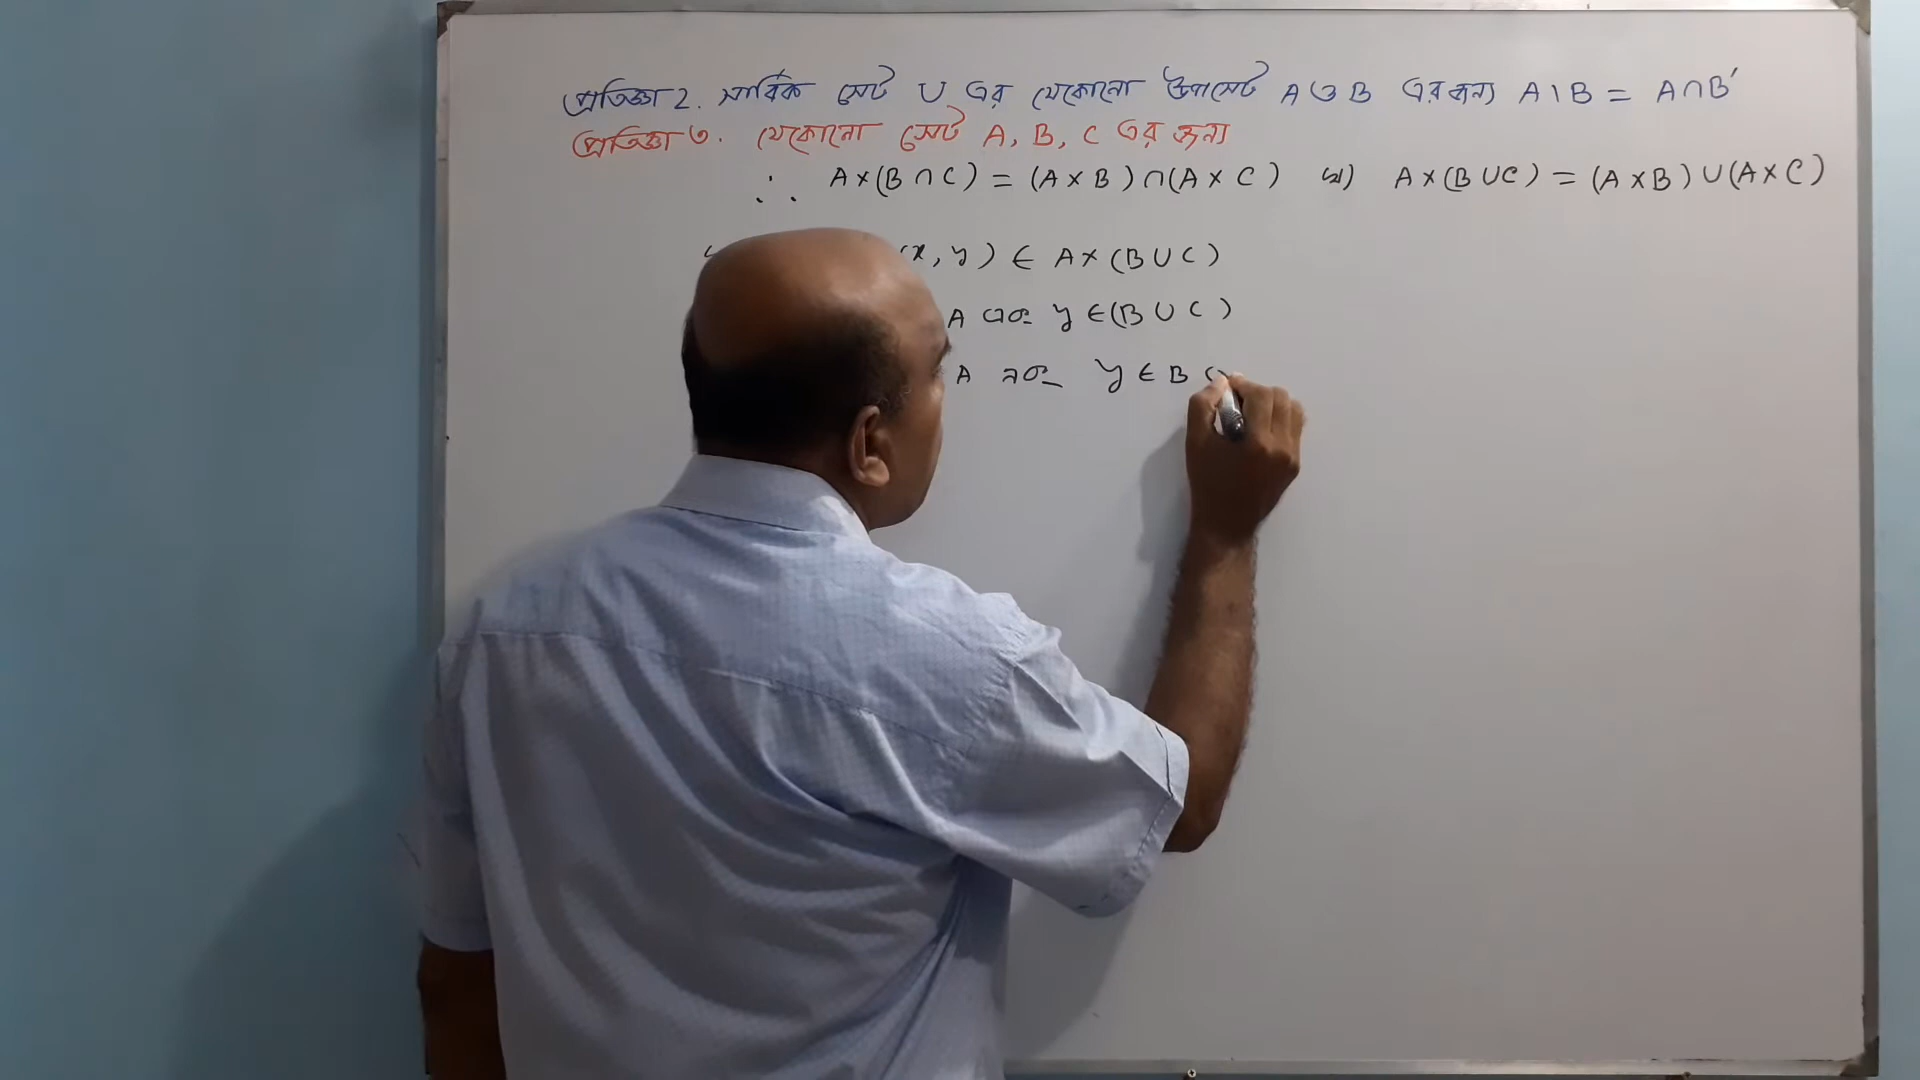 প্রতিজ্ঞা 2. সার্বিক সেট U এর যেকোনো উপসেট A ও B এর জন্য A \ B = A ∩ B′
প্রতিজ্ঞা ৩. যেকোনো সেট A, B, C এর জন্য
∴ A × (B ∩ C) = (A × B) ∩ (A × C) আ) A × (B ∪ C) = (A × B) ∪ (A × C)
x, y) ∈ A × (B ∪ C)
A এবং y ∈ (B ∪ C)
A এবং y ∈ B